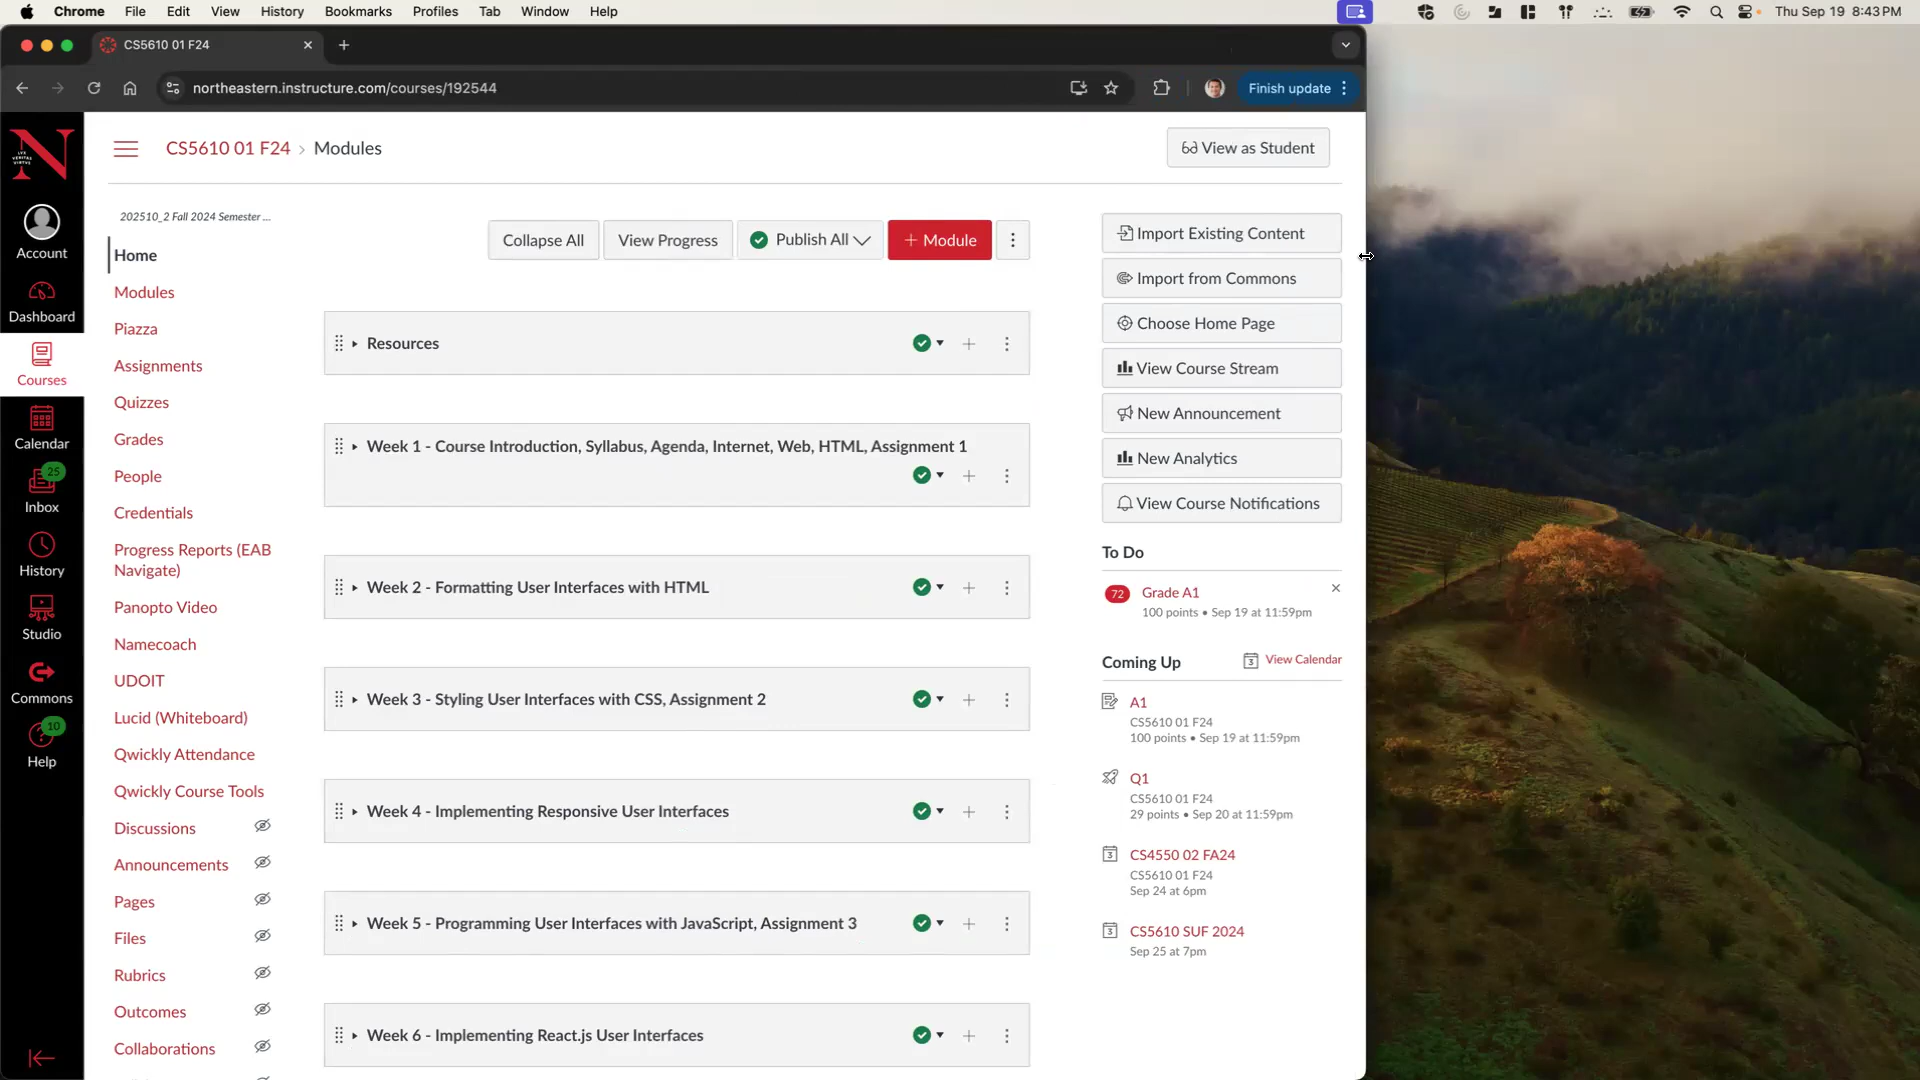 Chrome File Edit View History Bookmarks Profiles Tab Window Help
Thu Sep 19 8:43 PM
CS5610 01 F24
northeastern.instructure.com/courses/192544
Finish update
CS5610 01 F24 › Modules
View as Student
Account
Dashboard
Courses
Calendar
25
Inbox
History
Studio
Commons
10
Help
202510_2 Fall 2024 Semester ...
Home
Modules
Piazza
Assignments
Quizzes
Grades
People
Credentials
Progress Reports (EAB
Navigate)
Panopto Video
Namecoach
UDOIT
Lucid (Whiteboard)
Qwickly Attendance
Qwickly Course Tools
Discussions
Announcements
Pages
Files
Rubrics
Outcomes
Collaborations
Collapse All
View Progress
Publish All
+ Module
Resources
Week 1 - Course Introduction, Syllabus, Agenda, Internet, Web, HTML, Assignment 1
Week 2 - Formatting User Interfaces with HTML
Week 3 - Styling User Interfaces with CSS, Assignment 2
Week 4 - Implementing Responsive User Interfaces
Week 5 - Programming User Interfaces with JavaScript, Assignment 3
Week 6 - Implementing React.js User Interfaces
Import Existing Content
Import from Commons
Choose Home Page
View Course Stream
New Announcement
New Analytics
View Course Notifications
To Do
72
Grade A1
100 points • Sep 19 at 11:59pm
Coming Up
3
View Calendar
A1
CS5610 01 F24
100 points • Sep 19 at 11:59pm
Q1
CS5610 01 F24
29 points • Sep 20 at 11:59pm
3
CS4550 02 FA24
CS5610 01 F24
Sep 24 at 6pm
3
CS5610 SUF 2024
Sep 25 at 7pm